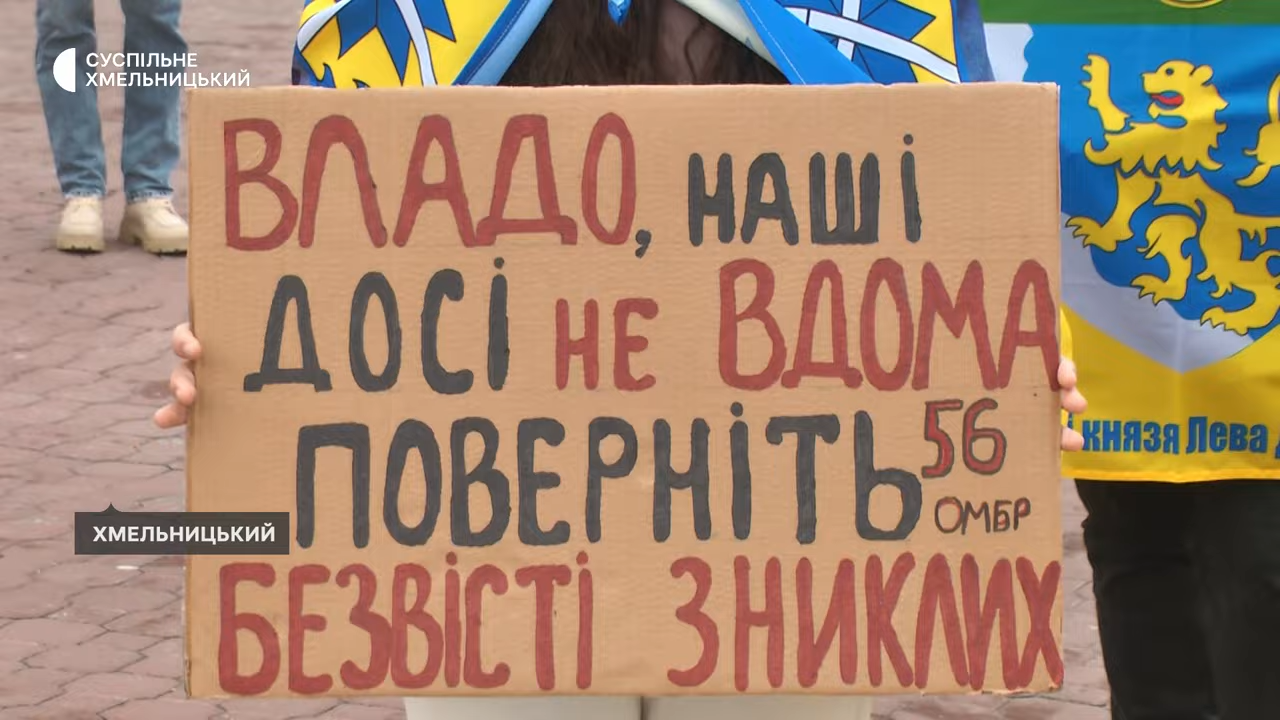 СУСПІЛЬНЕ
ХМЕЛЬНИЦЬКИЙ
ВЛАДО, НАШІ
ДОСІ НЕ ВДОМА
ПОВЕРНІТЬ 56
ОМБР
БЕЗВІСТІ ЗНИКЛИХ
князя Лева
ХМЕЛЬНИЦЬКИЙ